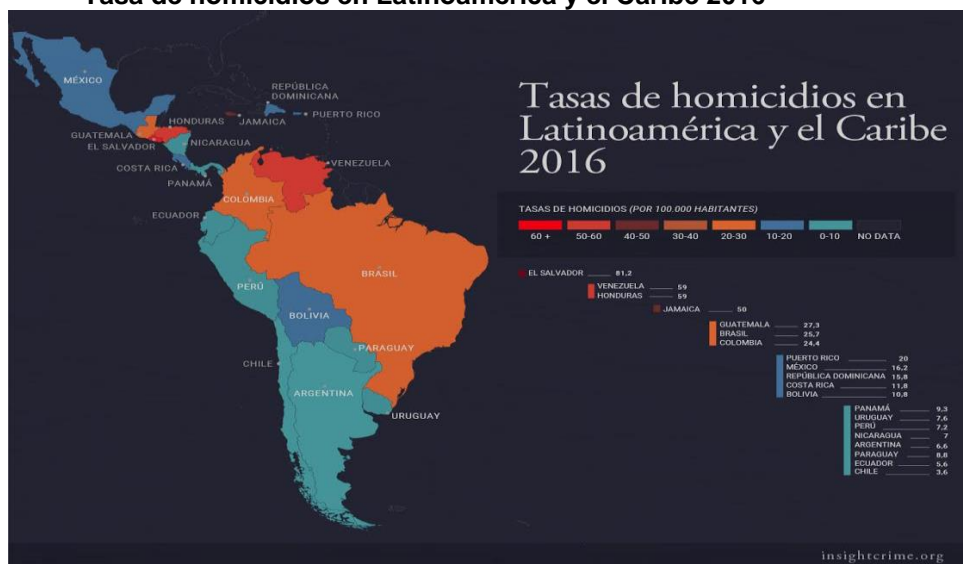 Tasa de homicidios en Latinoamérica y el Caribe 2016
Tasas de homicidios en
Latinoamérica y el Caribe
2016
TASAS DE HOMICIDIOS (POR 100.000 HABITANTES)
60 + 50-60 40-50 30-40 20-30 10-20 0-10 NO DATA
EL SALVADOR 81,2
VENEZUELA 59
HONDURAS 59
JAMAICA 50
GUATEMALA 27,3
BRASIL 25,7
COLOMBIA 24,4
PUERTO RICO 20
MÉXICO 16,2
REPÚBLICA DOMINICANA 15,8
COSTA RICA 11,8
BOLIVIA 10,8
PANAMÁ 9,3
URUGUAY 7,6
PERÚ 7,2
NICARAGUA 7
ARGENTINA 6,6
PARAGUAY 8,8
ECUADOR 5,6
CHILE 3,6
MÉXICO
REPÚBLICA
DOMINICANA
PUERTO RICO
JAMAICA
HONDURAS
GUATEMALA
EL SALVADOR
NICARAGUA
COSTA RICA
PANAMÁ
VENEZUELA
COLOMBIA
ECUADOR
BRASIL
PERÚ
BOLIVIA
PARAGUAY
CHILE
ARGENTINA
URUGUAY
insightcrime.org